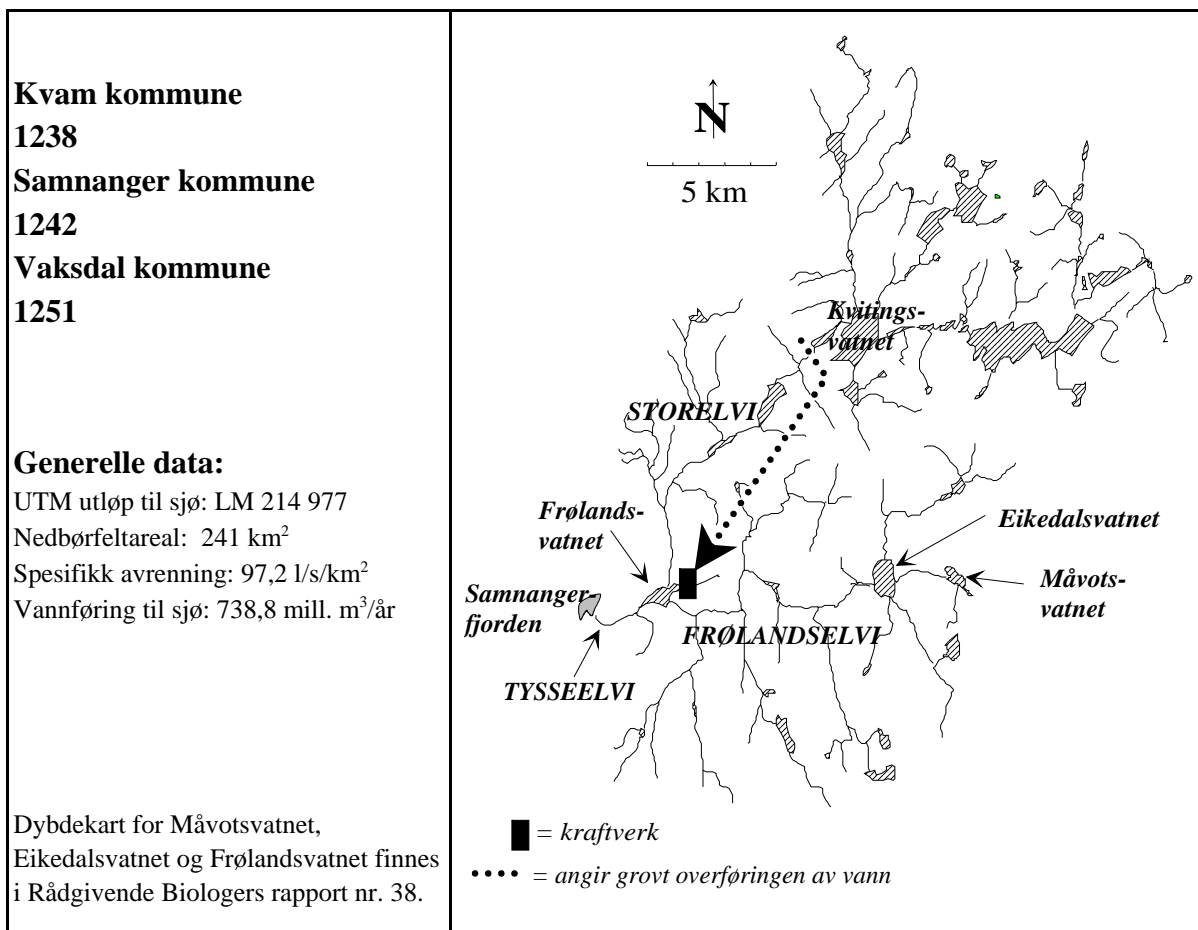 Kvam kommune
1238
Samnanger kommune
1242
Vaksdal kommune
1251
Generelle data:
UTM utløp til sjø: LM 214 977
Nedbørfeltareal: 241 km²
Spesifikk avrenning: 97,2 l/s/km²
Vannføring til sjø: 738,8 mill. m³/år
Dybdekart for Måvotsvatnet,
Eikedalsvatnet og Frølandsvatnet finnes
i Rådgivende Biologers rapport nr. 38.
N
5 km
Kvitings-
vatnet
STORELVI
Frølands-
vatnet
Eikedalsvatnet
Måvots-
vatnet
Samnanger-
fjorden
FRØLANDSELVI
TYSSEELVI
= kraftverk
= angir grovt overføringen av vann